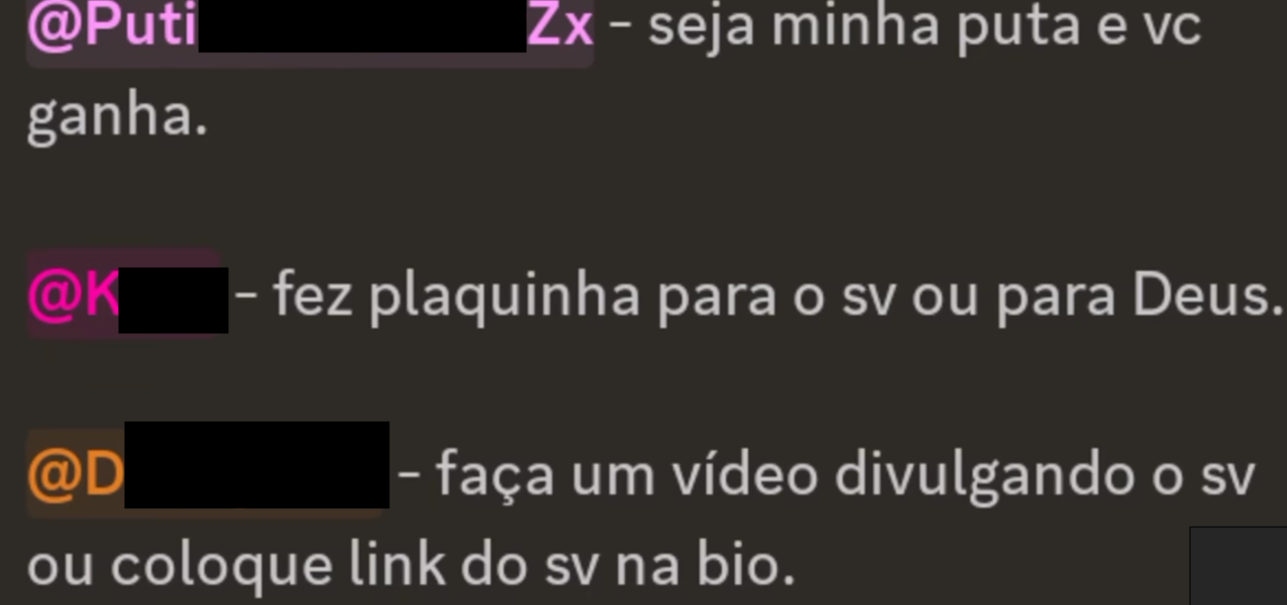 @Puti Zx - seja minha puta e vc
ganha.
@K - fez plaquinha para o sv ou para Deus.
@D - faça um vídeo divulgando o sv
ou coloque link do sv na bio.